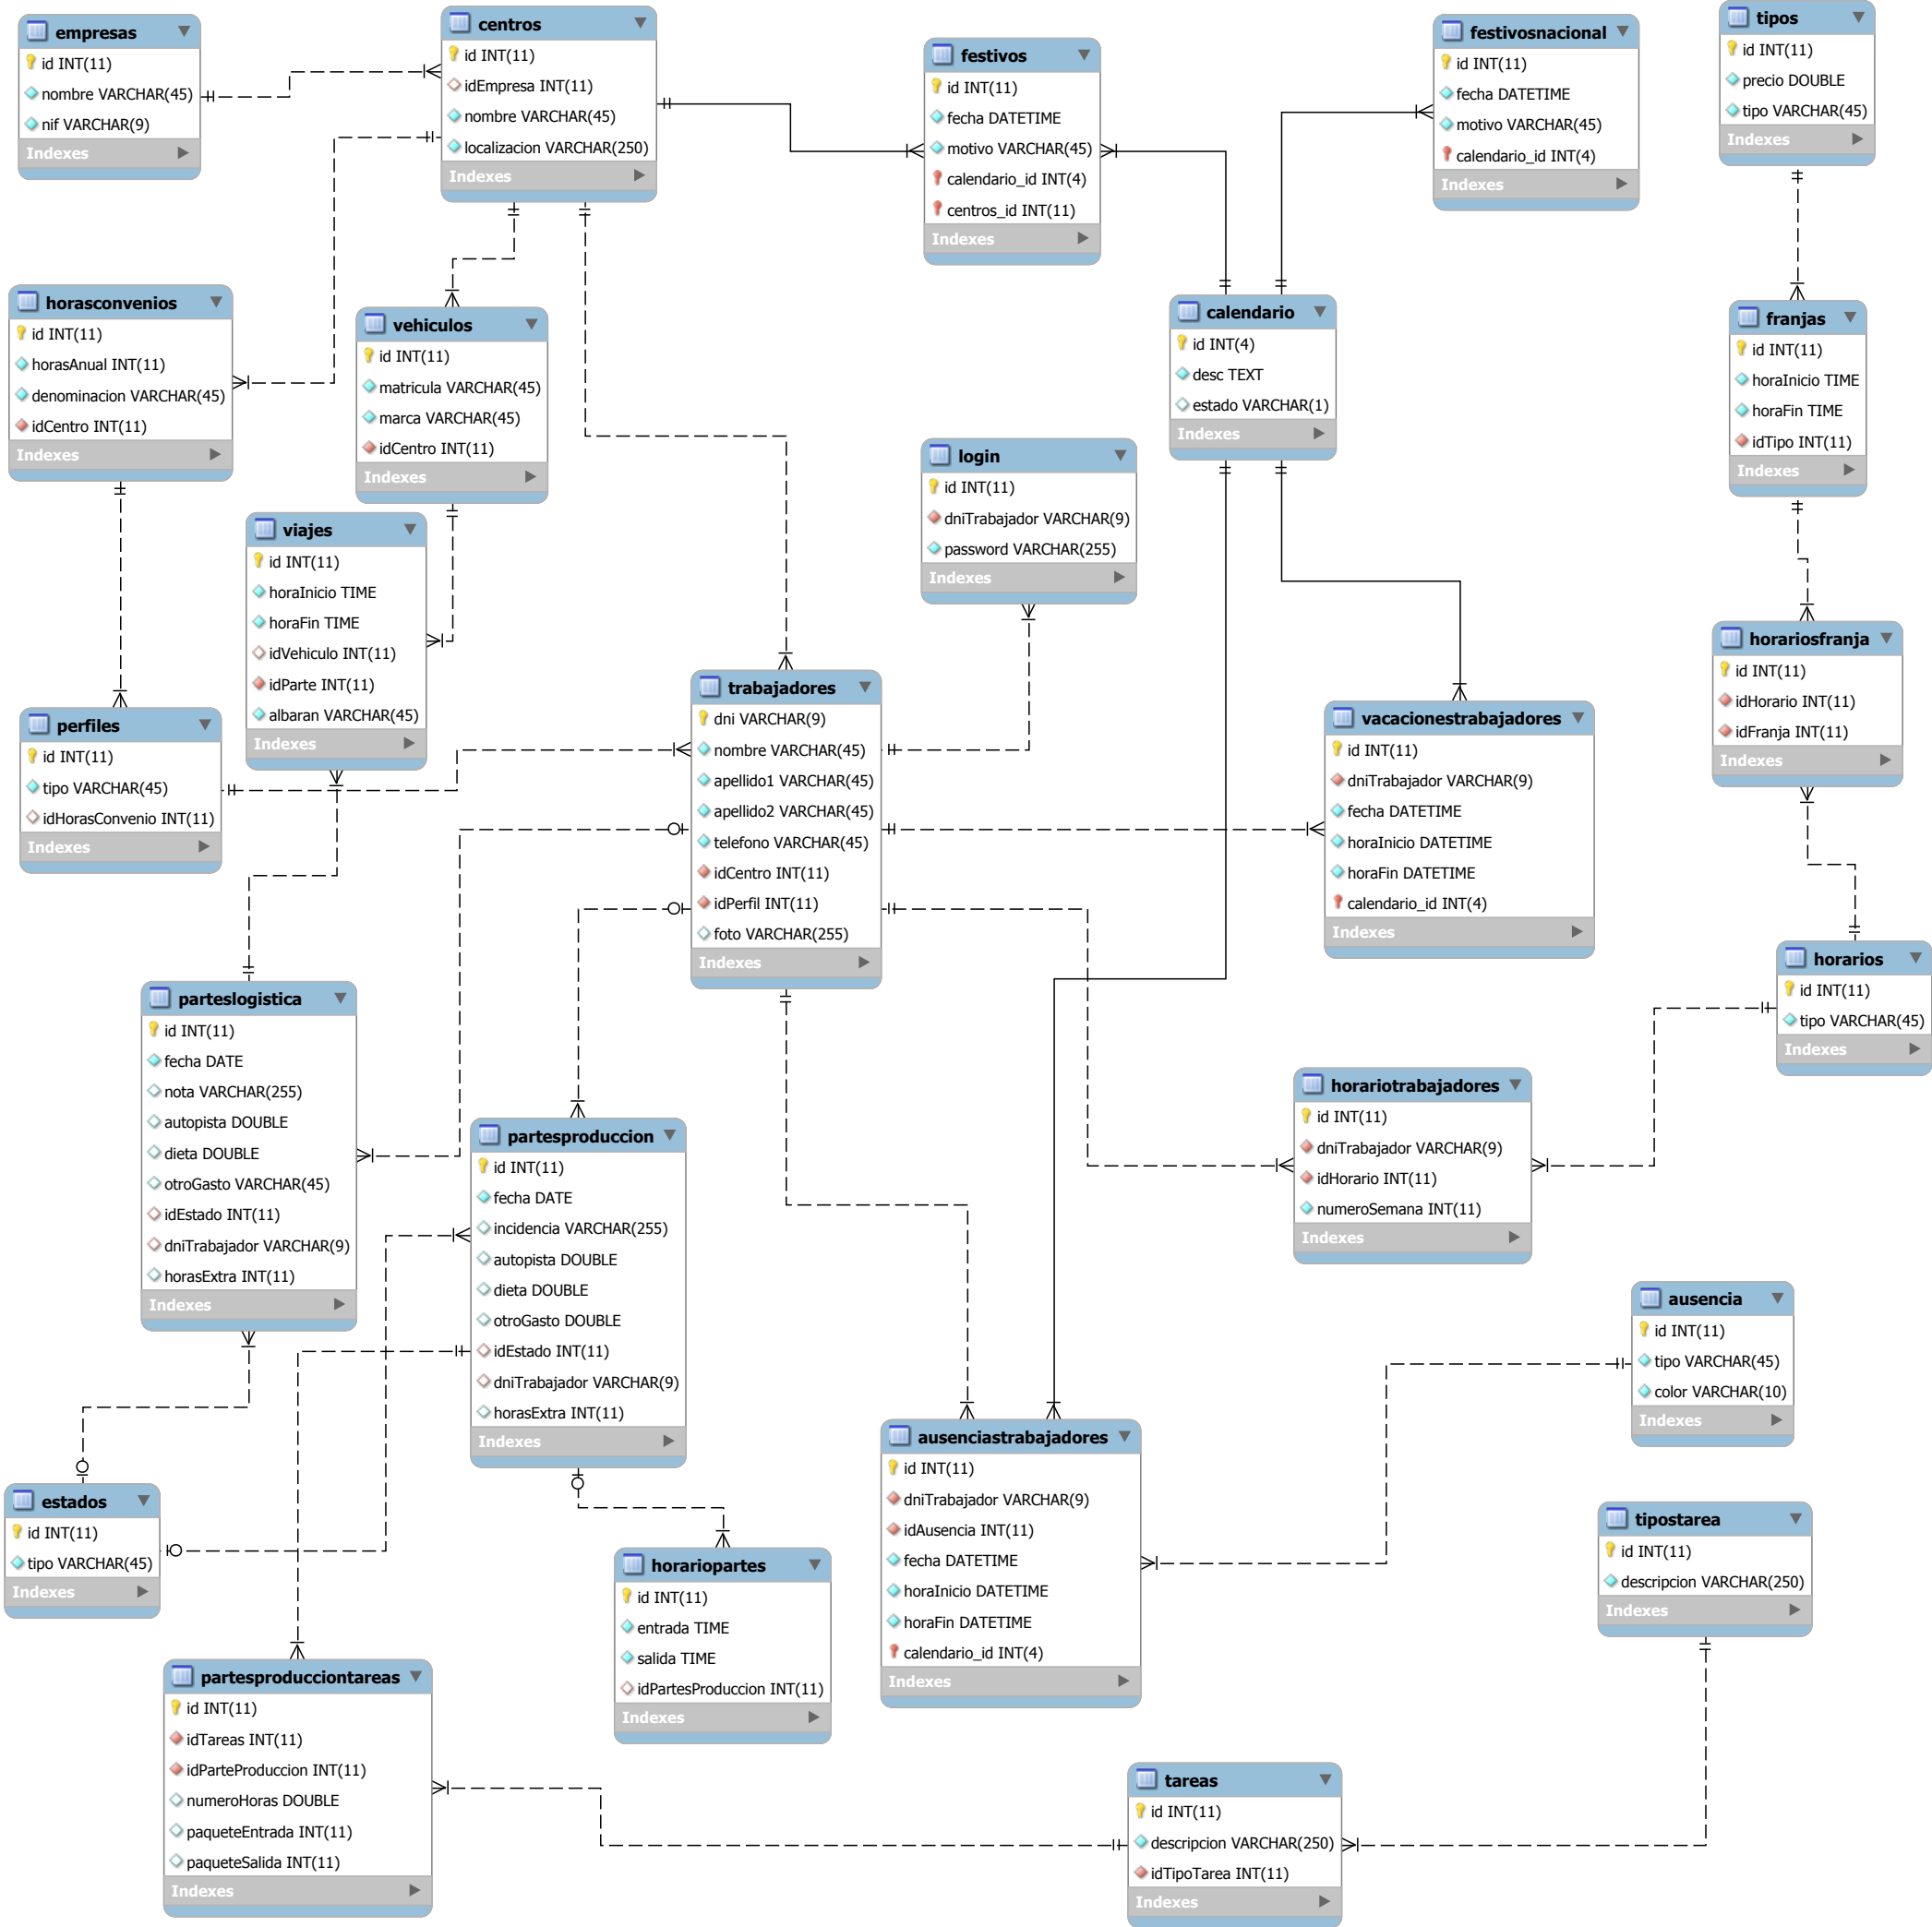 empresas
id INT(11)
nombre VARCHAR(45)
nif VARCHAR(9)
Indexes
centros
id INT(11)
idEmpresa INT(11)
nombre VARCHAR(45)
localizacion VARCHAR(250)
Indexes
festivos
id INT(11)
fecha DATETIME
motivo VARCHAR(45)
calendario_id INT(4)
centros_id INT(11)
Indexes
festivosnacional
id INT(11)
fecha DATETIME
motivo VARCHAR(45)
calendario_id INT(4)
Indexes
tipos
id INT(11)
precio DOUBLE
tipo VARCHAR(45)
Indexes
horasconvenios
id INT(11)
horasAnual INT(11)
denominacion VARCHAR(45)
idCentro INT(11)
Indexes
vehiculos
id INT(11)
matricula VARCHAR(45)
marca VARCHAR(45)
idCentro INT(11)
Indexes
calendario
id INT(4)
desc TEXT
estado VARCHAR(1)
Indexes
franjas
id INT(11)
horaInicio TIME
horaFin TIME
idTipo INT(11)
Indexes
login
id INT(11)
dniTrabajador VARCHAR(9)
password VARCHAR(255)
Indexes
viajes
id INT(11)
horaInicio TIME
horaFin TIME
idVehiculo INT(11)
idParte INT(11)
albaran VARCHAR(45)
Indexes
horariosfranja
id INT(11)
idHorario INT(11)
idFranja INT(11)
Indexes
perfiles
id INT(11)
tipo VARCHAR(45)
idHorasConvenio INT(11)
Indexes
trabajadores
dni VARCHAR(9)
nombre VARCHAR(45)
apellido1 VARCHAR(45)
apellido2 VARCHAR(45)
telefono VARCHAR(45)
idCentro INT(11)
idPerfil INT(11)
foto VARCHAR(255)
Indexes
vacacionestrabajadores
id INT(11)
dniTrabajador VARCHAR(9)
fecha DATETIME
horaInicio DATETIME
horaFin DATETIME
calendario_id INT(4)
Indexes
horarios
id INT(11)
tipo VARCHAR(45)
Indexes
parteslogistica
id INT(11)
fecha DATE
nota VARCHAR(255)
autopista DOUBLE
dieta DOUBLE
otroGasto VARCHAR(45)
idEstado INT(11)
dniTrabajador VARCHAR(9)
horasExtra INT(11)
Indexes
partesproduccion
id INT(11)
fecha DATE
incidencia VARCHAR(255)
autopista DOUBLE
dieta DOUBLE
otroGasto DOUBLE
idEstado INT(11)
dniTrabajador VARCHAR(9)
horasExtra INT(11)
Indexes
horariotrabajadores
id INT(11)
dniTrabajador VARCHAR(9)
idHorario INT(11)
numeroSemana INT(11)
Indexes
ausencia
id INT(11)
tipo VARCHAR(45)
color VARCHAR(10)
Indexes
ausenciastrabajadores
id INT(11)
dniTrabajador VARCHAR(9)
idAusencia INT(11)
fecha DATETIME
horaInicio DATETIME
horaFin DATETIME
calendario_id INT(4)
Indexes
estados
id INT(11)
tipo VARCHAR(45)
Indexes
horariopartes
id INT(11)
entrada TIME
salida TIME
idPartesProduccion INT(11)
Indexes
tipostarea
id INT(11)
descripcion VARCHAR(250)
Indexes
partesproducciontareas
id INT(11)
idTareas INT(11)
idParteProduccion INT(11)
numeroHoras DOUBLE
paqueteEntrada INT(11)
paqueteSalida INT(11)
Indexes
tareas
id INT(11)
descripcion VARCHAR(250)
idTipoTarea INT(11)
Indexes